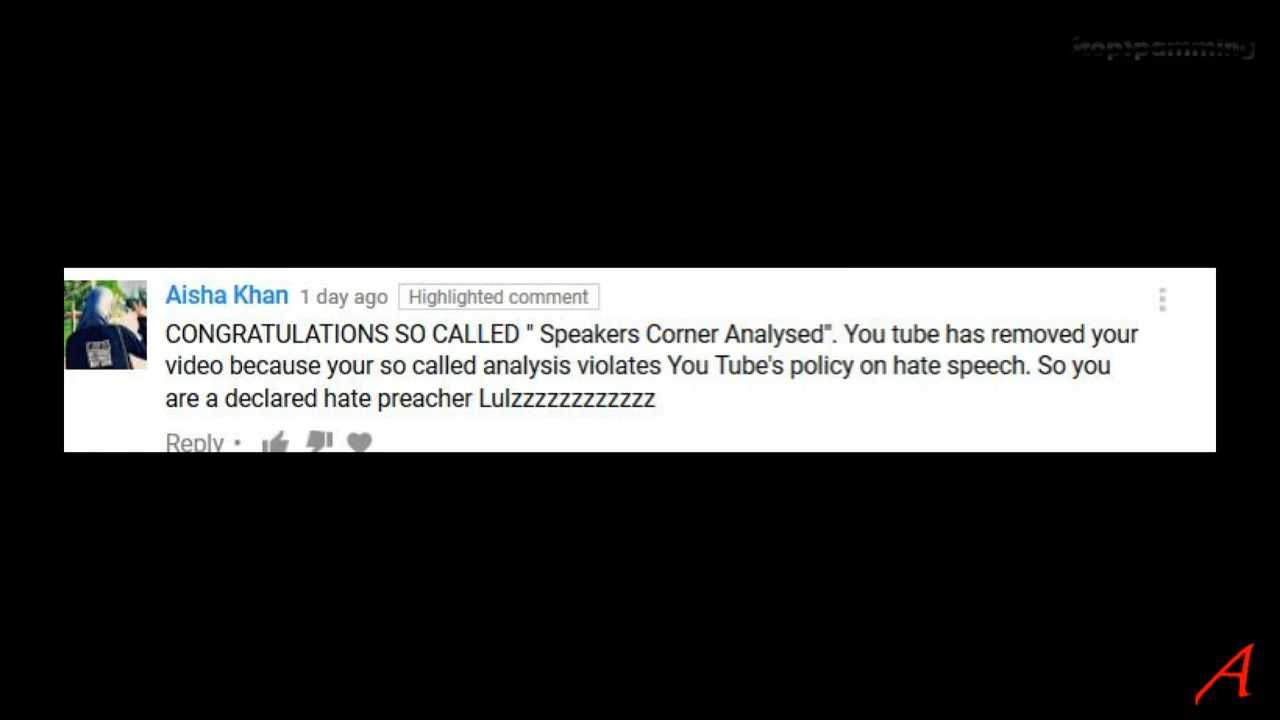 Aisha Khan 1 day ago Highlighted comment
CONGRATULATIONS SO CALLED " Speakers Corner Analysed". You tube has removed your
video because your so called analysis violates You Tube's policy on hate speech. So you
are a declared hate preacher Lulzzzzzzzzzzzz
Reply •
A